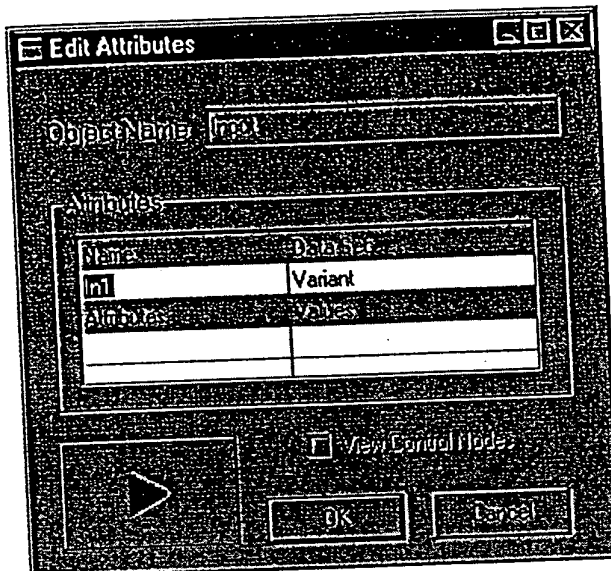 Edit Attributes
Object Name: Input
Attributes
Name Data Set
In1 Variant
Attributes Values
View Control Nodes
OK Cancel